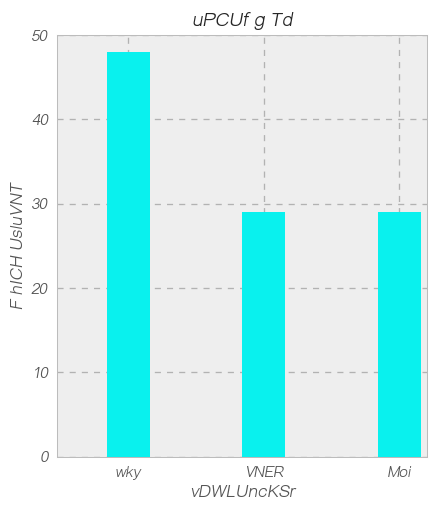 uPCUf g Td
50
40
30
20
10
0
F hICH UsluVNT
wky VNER Moi
vDWLUncKSr